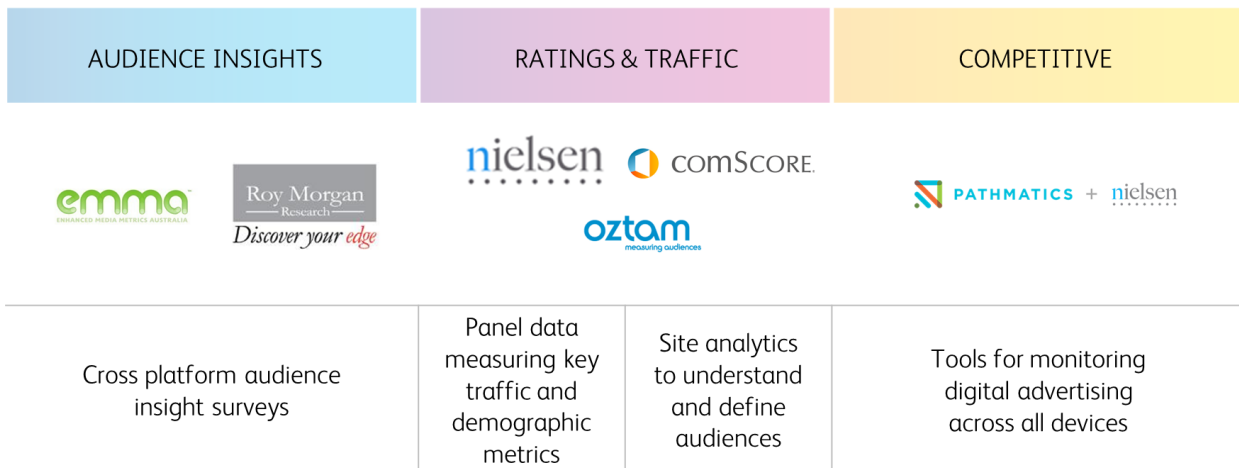 AUDIENCE INSIGHTS
RATINGS & TRAFFIC
COMPETITIVE
emma™
ENHANCED MEDIA METRICS AUSTRALIA
Roy Morgan
Research
Discover your edge
nielsen
comSCORE.
oztam
measuring audiences
PATHMATICS + nielsen
Cross platform audience
insight surveys
Panel data
measuring key
traffic and
demographic
metrics
Site analytics
to understand
and define
audiences
Tools for monitoring
digital advertising
across all devices